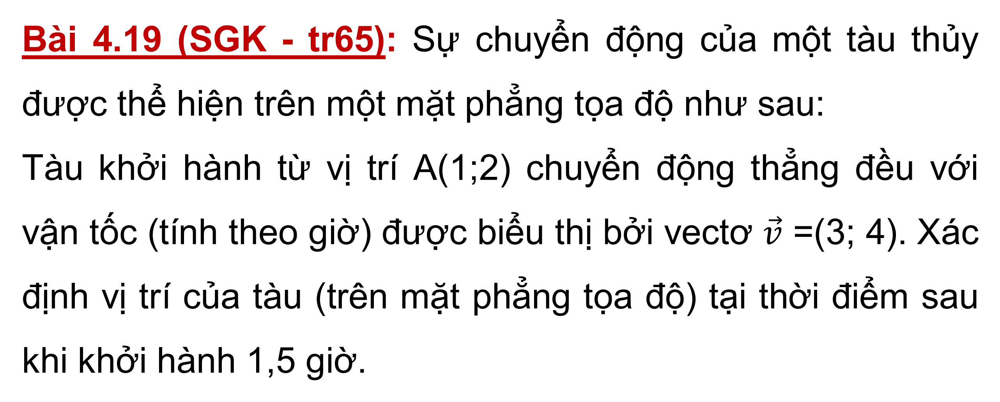 Bài 4.19 (SGK - tr65): Sự chuyển động của một tàu thủy
được thể hiện trên một mặt phẳng tọa độ như sau:
Tàu khởi hành từ vị trí A(1;2) chuyển động thẳng đều với
vận tốc (tính theo giờ) được biểu thị bởi vectơ \vec{v} =(3; 4). Xác
định vị trí của tàu (trên mặt phẳng tọa độ) tại thời điểm sau
khi khởi hành 1,5 giờ.